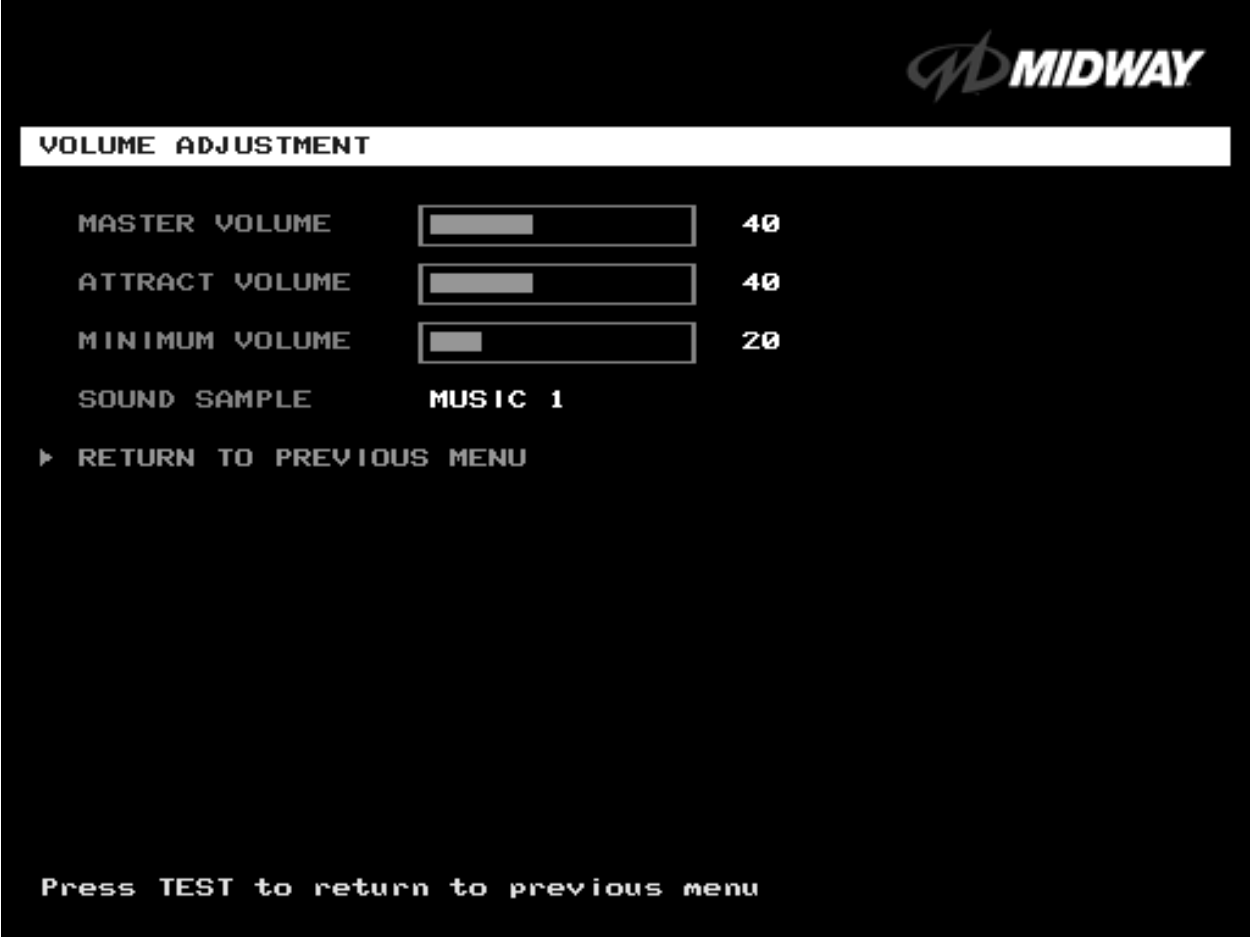 MIDWAY
VOLUME ADJUSTMENT
MASTER VOLUME 40
ATTRACT VOLUME 40
MINIMUM VOLUME 20
SOUND SAMPLE MUSIC 1
RETURN TO PREVIOUS MENU
Press TEST to return to previous menu